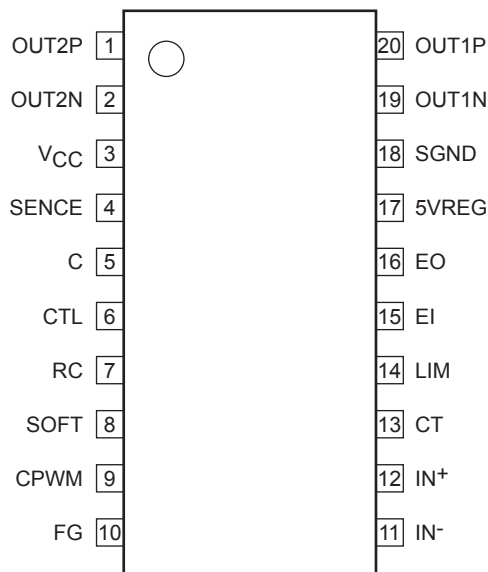 OUT2P 1 20 OUT1P
OUT2N 2 19 OUT1N
VCC 3 18 SGND
SENCE 4 17 5VREG
C 5 16 EO
CTL 6 15 EI
RC 7 14 LIM
SOFT 8 13 CT
CPWM 9 12 IN+
FG 10 11 IN-